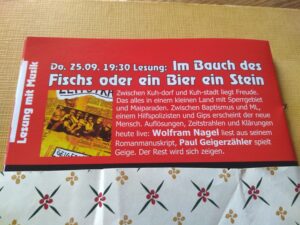 Lesung mit Musik
Do. 25.09. 19:30 Lesung: Im Bauch des
Fischs oder ein Bier ein Stein
Zwischen Kuh-dorf und Kuh-stadt liegt Freude.
Das alles in einem kleinen Land mit Sperrgebiet
und Maiparaden. Zwischen Baptismus und ML,
einem Hilfspolizisten und Gips erscheint der neue
Mensch. Auflösungen, Zeitstrahlen und Klärungen
heute live: Wolfram Nagel liest aus seinem
Romanmanuskript, Paul Geigerzähler spielt
Geige. Der Rest wird sich zeigen.